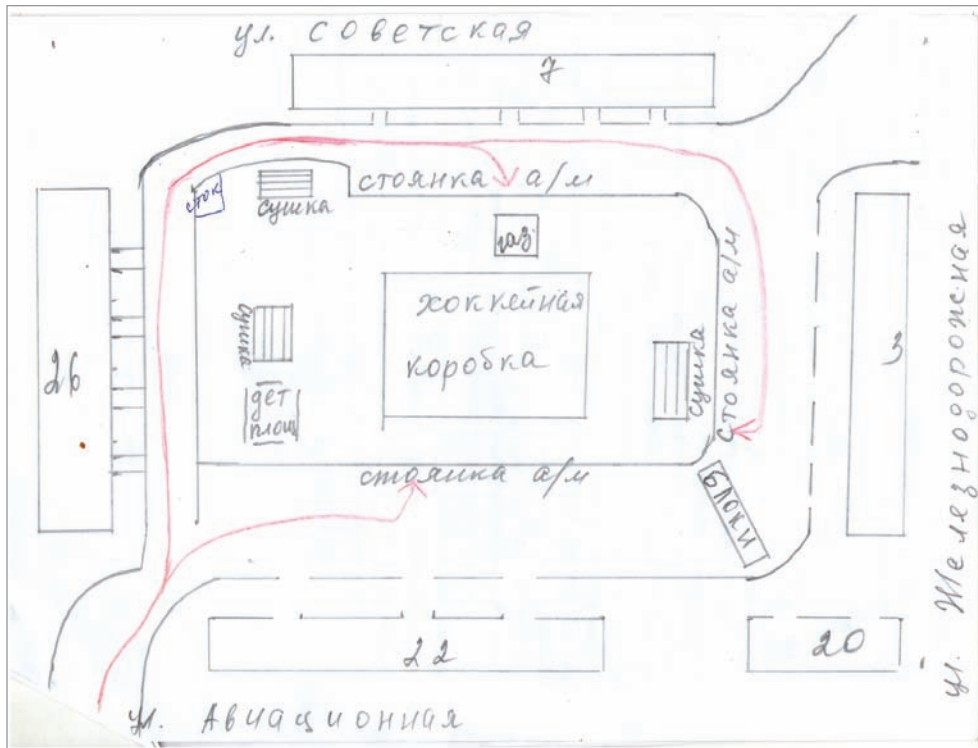 ул. Советская
7
стоянка а/м
сток
сушка
газ.
хоккейная
коробка
сушка
дет
площ
сушка
стоянка а/м
стоянка а/м
Блоки
26
3
22
20
ул. Авиационная
ул. Железнодорожная